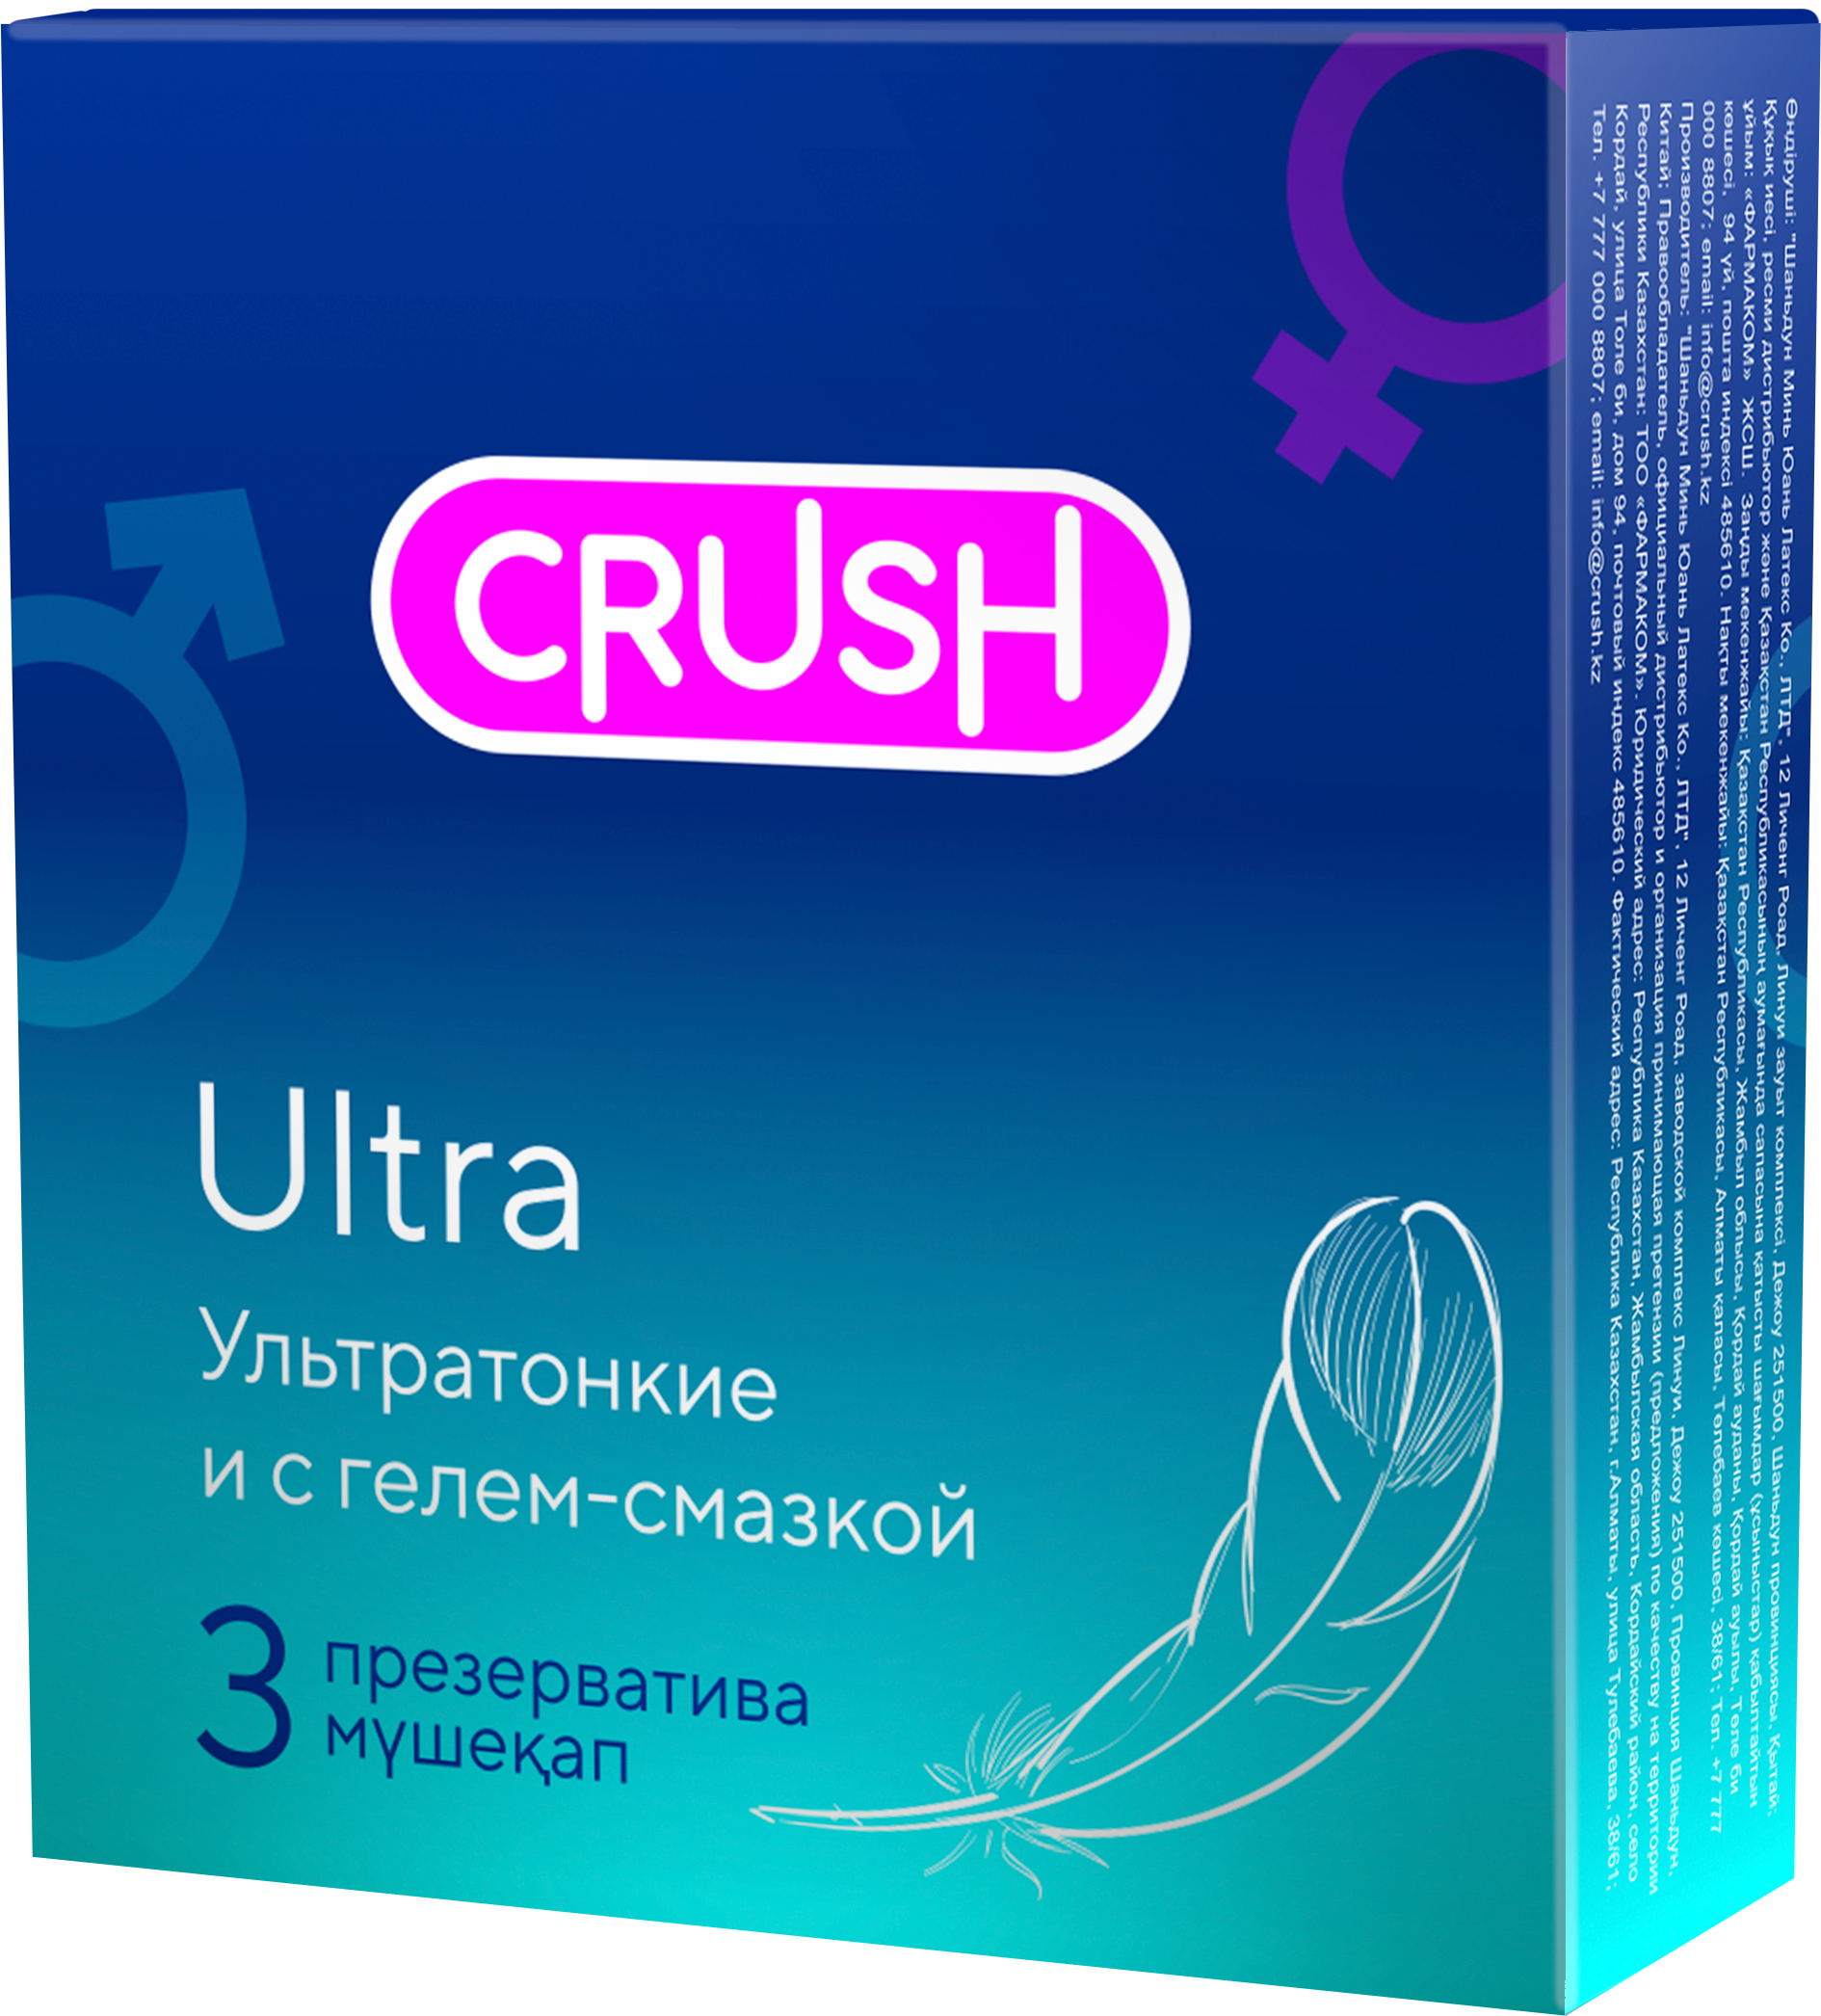 CRUSH
Ultra
Ультратонкие
и с гелем-смазкой
3
презерватива
мүшеқап
Өндіруші: "Шаньдун Минь Юань Латекс Ко., ЛТД", 12 Личенг Роад, Линуи зауыт комплексі, Дежоу 251500, Шаньдун провинциясы, Қытай;
Құқық иесі, ресми дистрибьютор және Қазақстан Республикасының аумағында сапасына қатысты шағымдар (ұсыныстар) қабылтайтын
ұйым: «ФАРМАКОМ» ЖСШ. Заңды мекенжайы: Қазақстан Республикасы, Жамбыл облысы, Қордай ауданы, Қордай ауылы, Төле би
көшесі, 94 үй, пошта индексі 485610. Нақты мекенжайы: Қазақстан Республикасы, Алматы қаласы, Төлебаев көшесі, 38/61; Тел. +7 777
000 8807; email: info@crush.kz
Производитель: "Шаньдун Минь Юань Латекс Ко., ЛТД", 12 Личенг Роад, заводской комплекс Линуи, Дежоу 251500, Провинция Шаньдун,
Китай; Правообладатель, официальный дистрибьютор и организация принимающая претензии (предложения) по качеству на территории
Республики Казахстан: ТОО «ФАРМАКОМ». Юридический адрес: Республика Казахстан, Жамбылская область, Кордайский район, село
Кордай, улица Толе би, дом 94, почтовый индекс 485610. Фактический адрес: Республика Казахстан, г.Алматы, улица Тулебаева, 38/61;
Тел. +7 777 000 8807; email: info@crush.kz